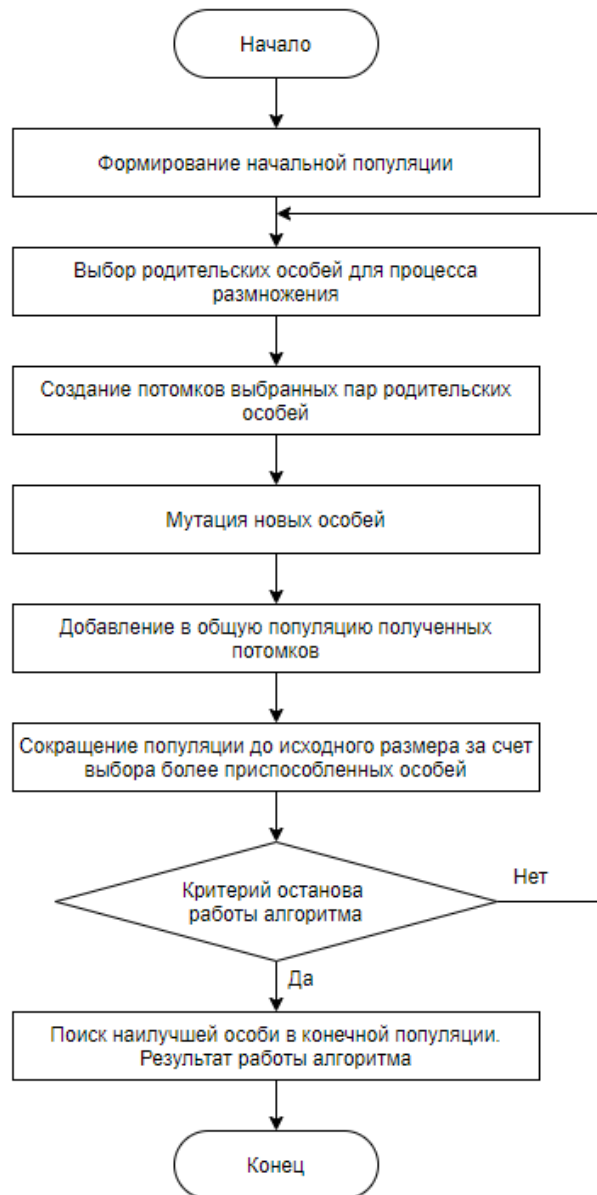 Начало
Формирование начальной популяции
Выбор родительских особей для процесса
размножения
Создание потомков выбранных пар родительских
особей
Мутация новых особей
Добавление в общую популяцию полученных
потомков
Сокращение популяции до исходного размера за счет
выбора более приспособленных особей
Критерий останова
работы алгоритма
Нет
Да
Поиск наилучшей особи в конечной популяции.
Результат работы алгоритма
Конец